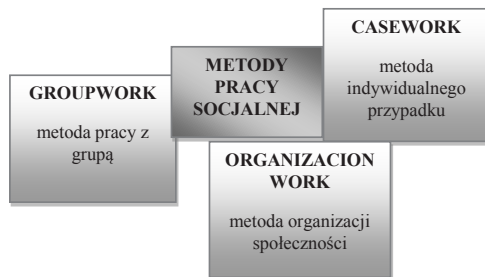 METODY
PRACY
SOCJALNEJ
CASEWORK
metoda
indywidualnego
przypadku
GROUPWORK
metoda pracy z
grupą
ORGANIZACION
WORK
metoda organizacji
społeczności